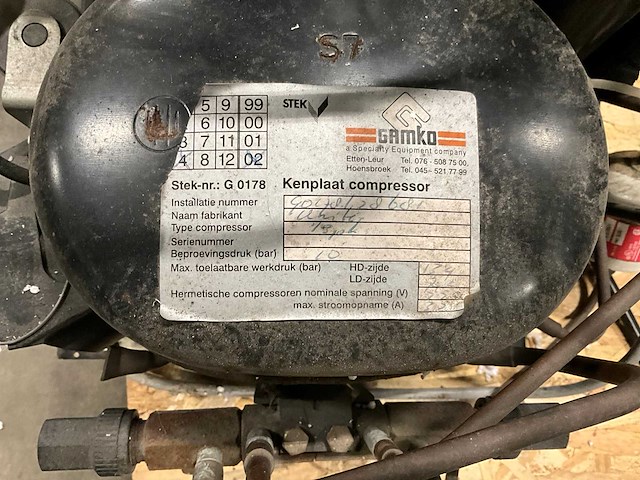 S7
5 9 99
6 10 00
3 7 11 01
4 8 12 02
STEK
GAMKO
a Specialty Equipment company
Etten-Leur Tel. 076 - 508 75 00
Hoensbroek Tel. 045 - 521 77 99
Stek-nr.: G 0178 Kenplaat compressor
Installatie nummer
Naam fabrikant
Type compressor
Serienummer
Beproevingsdruk (bar) 10
Max. toelaatbare werkdruk (bar) HD-zijde
LD-zijde
Hermetische compressoren nominale spanning (V)
max. stroomopname (A)